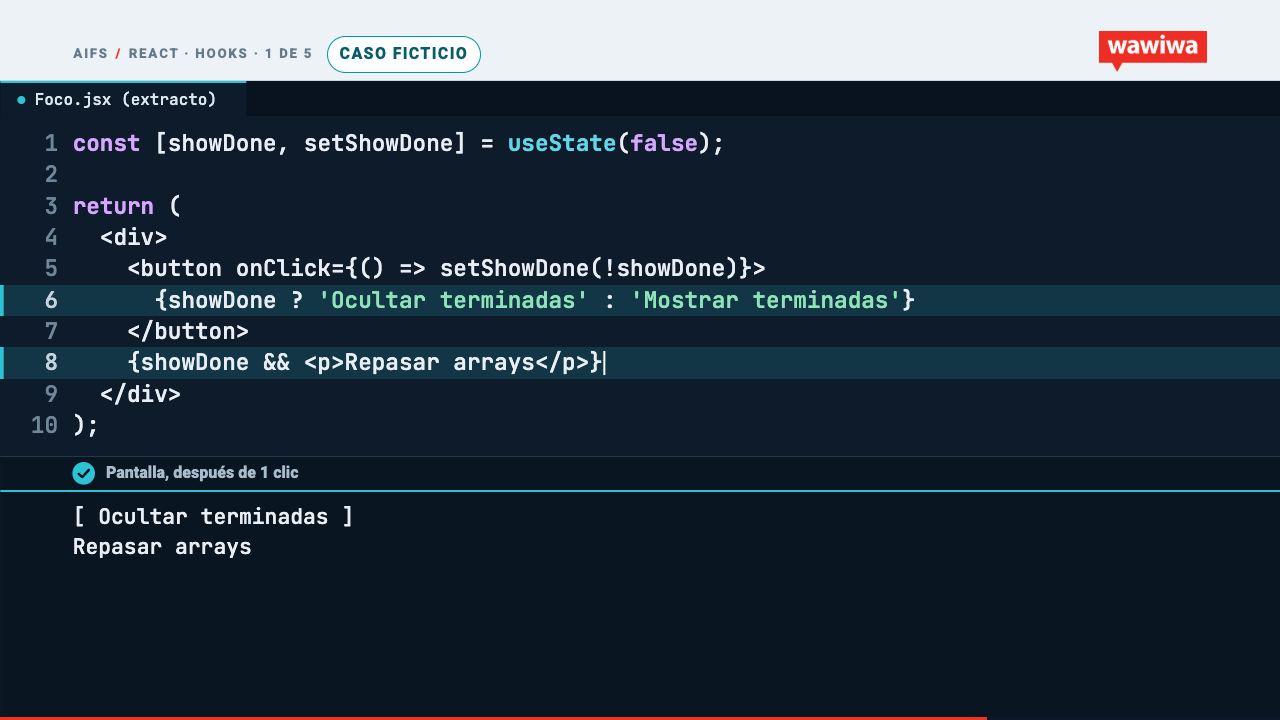 AIFS / REACT · HOOKS · 1 DE 5 CASO FICTICIO
wawiwa
Foco.jsx (extracto)
1 const [showDone, setShowDone] = useState(false);
2
3 return (
4   <div>
5     <button onClick={() => setShowDone(!showDone)}>
6       {showDone ? 'Ocultar terminadas' : 'Mostrar terminadas'}
7     </button>
8     {showDone && <p>Repasar arrays</p>}
9   </div>
10 );
Pantalla, después de 1 clic
[ Ocultar terminadas ]
Repasar arrays